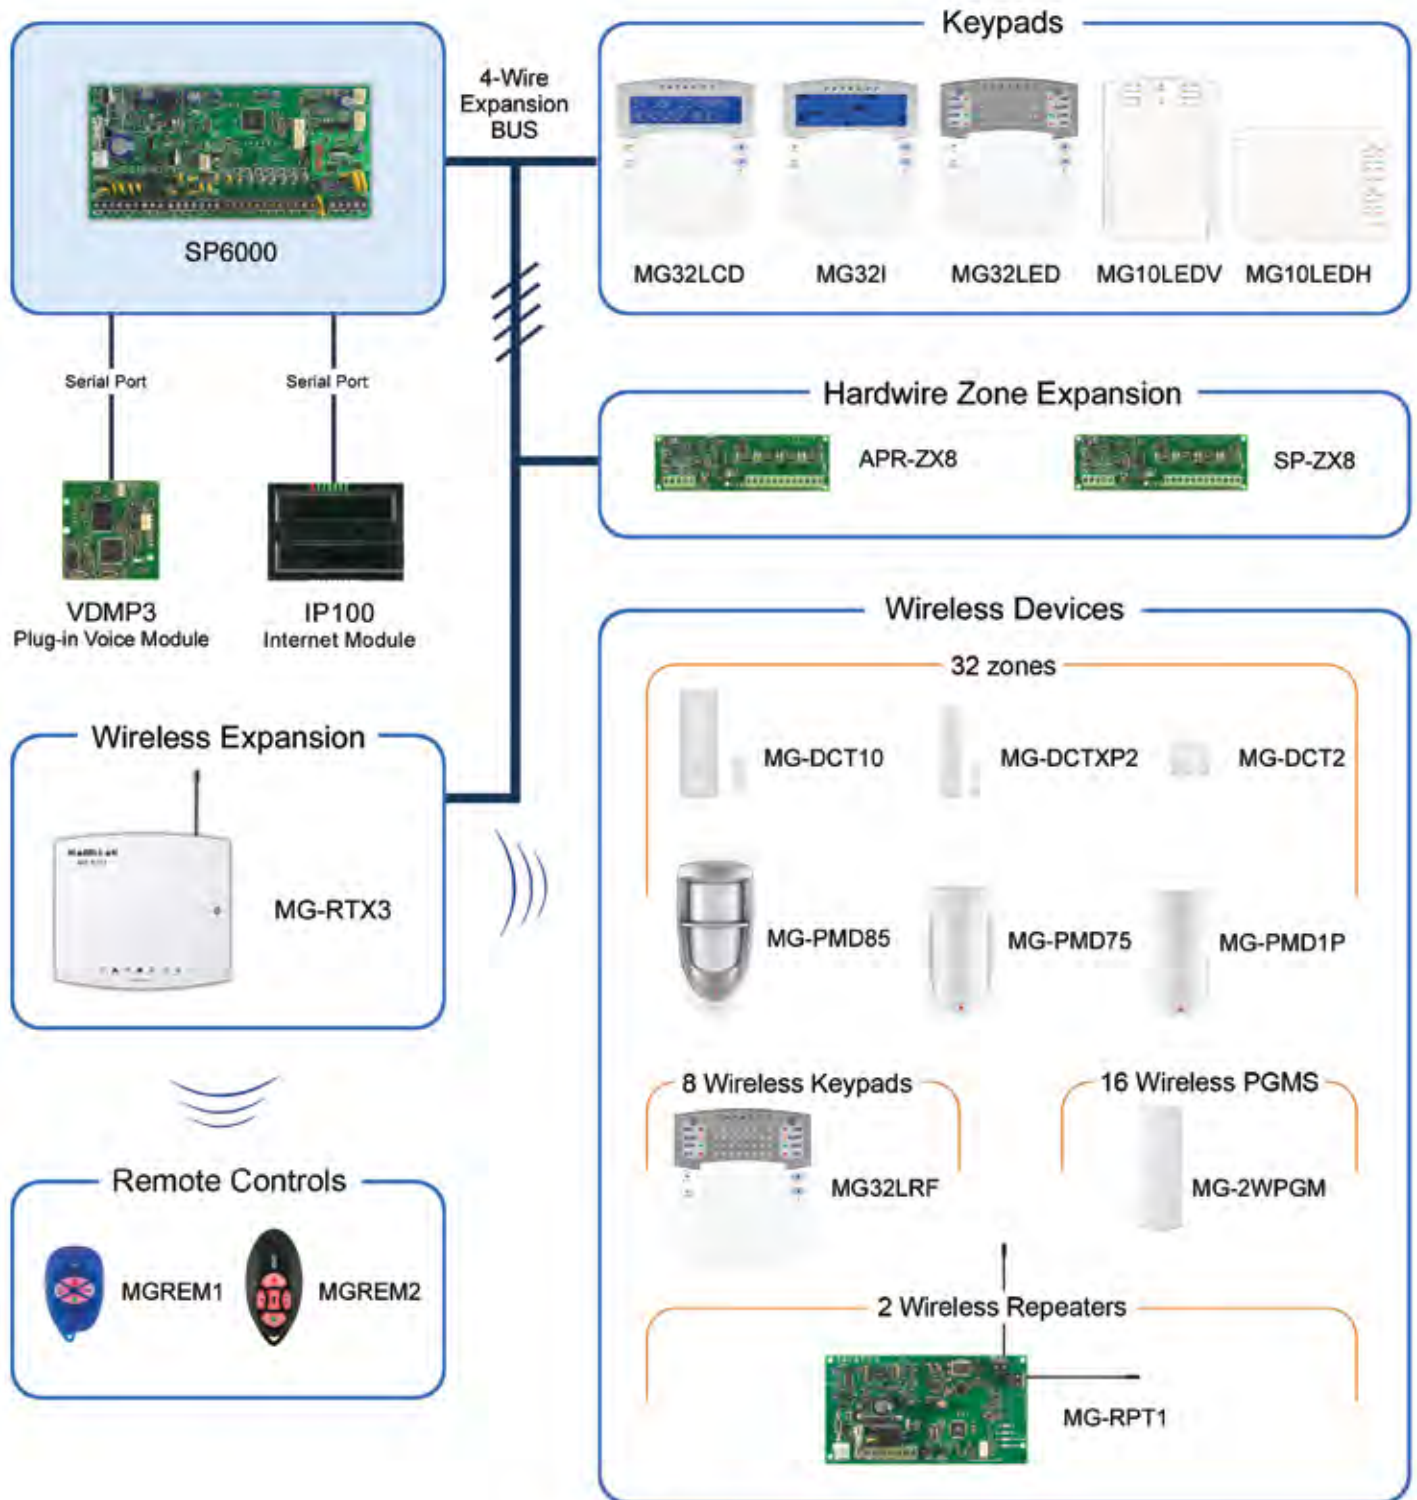 Keypads
4-Wire
Expansion
BUS
SP6000
MG32LCD
MG32I
MG32LED
MG10LEDV
MG10LEDH
Serial Port
Serial Port
Hardwire Zone Expansion
APR-ZX8
SP-ZX8
VDMP3
Plug-in Voice Module
IP100
Internet Module
Wireless Devices
32 zones
MG-DCT10
MG-DCTXP2
MG-DCT2
Wireless Expansion
MG-RTX3
MG-PMD85
MG-PMD75
MG-PMD1P
8 Wireless Keypads
16 Wireless PGMS
MG32LRF
MG-2WPGM
Remote Controls
MGREM1
MGREM2
2 Wireless Repeaters
MG-RPT1